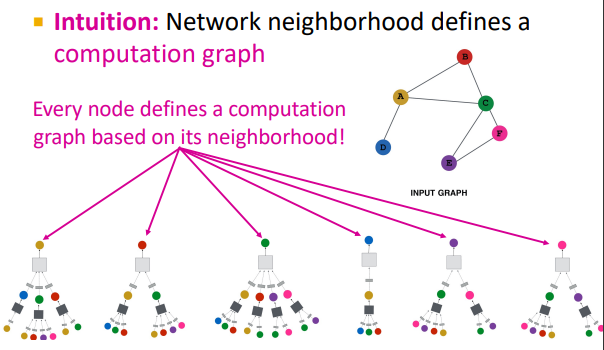 Intuition: Network neighborhood defines a
computation graph
Every node defines a computation
graph based on its neighborhood!
B
A
C
F
D
E
INPUT GRAPH